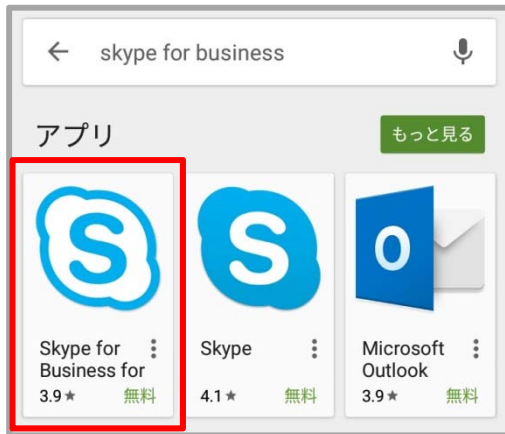 skype for business
アプリ
もっと見る
Skype for
Business for
3.9★ 無料
Skype
4.1★ 無料
Microsoft
Outlook
3.9★ 無料